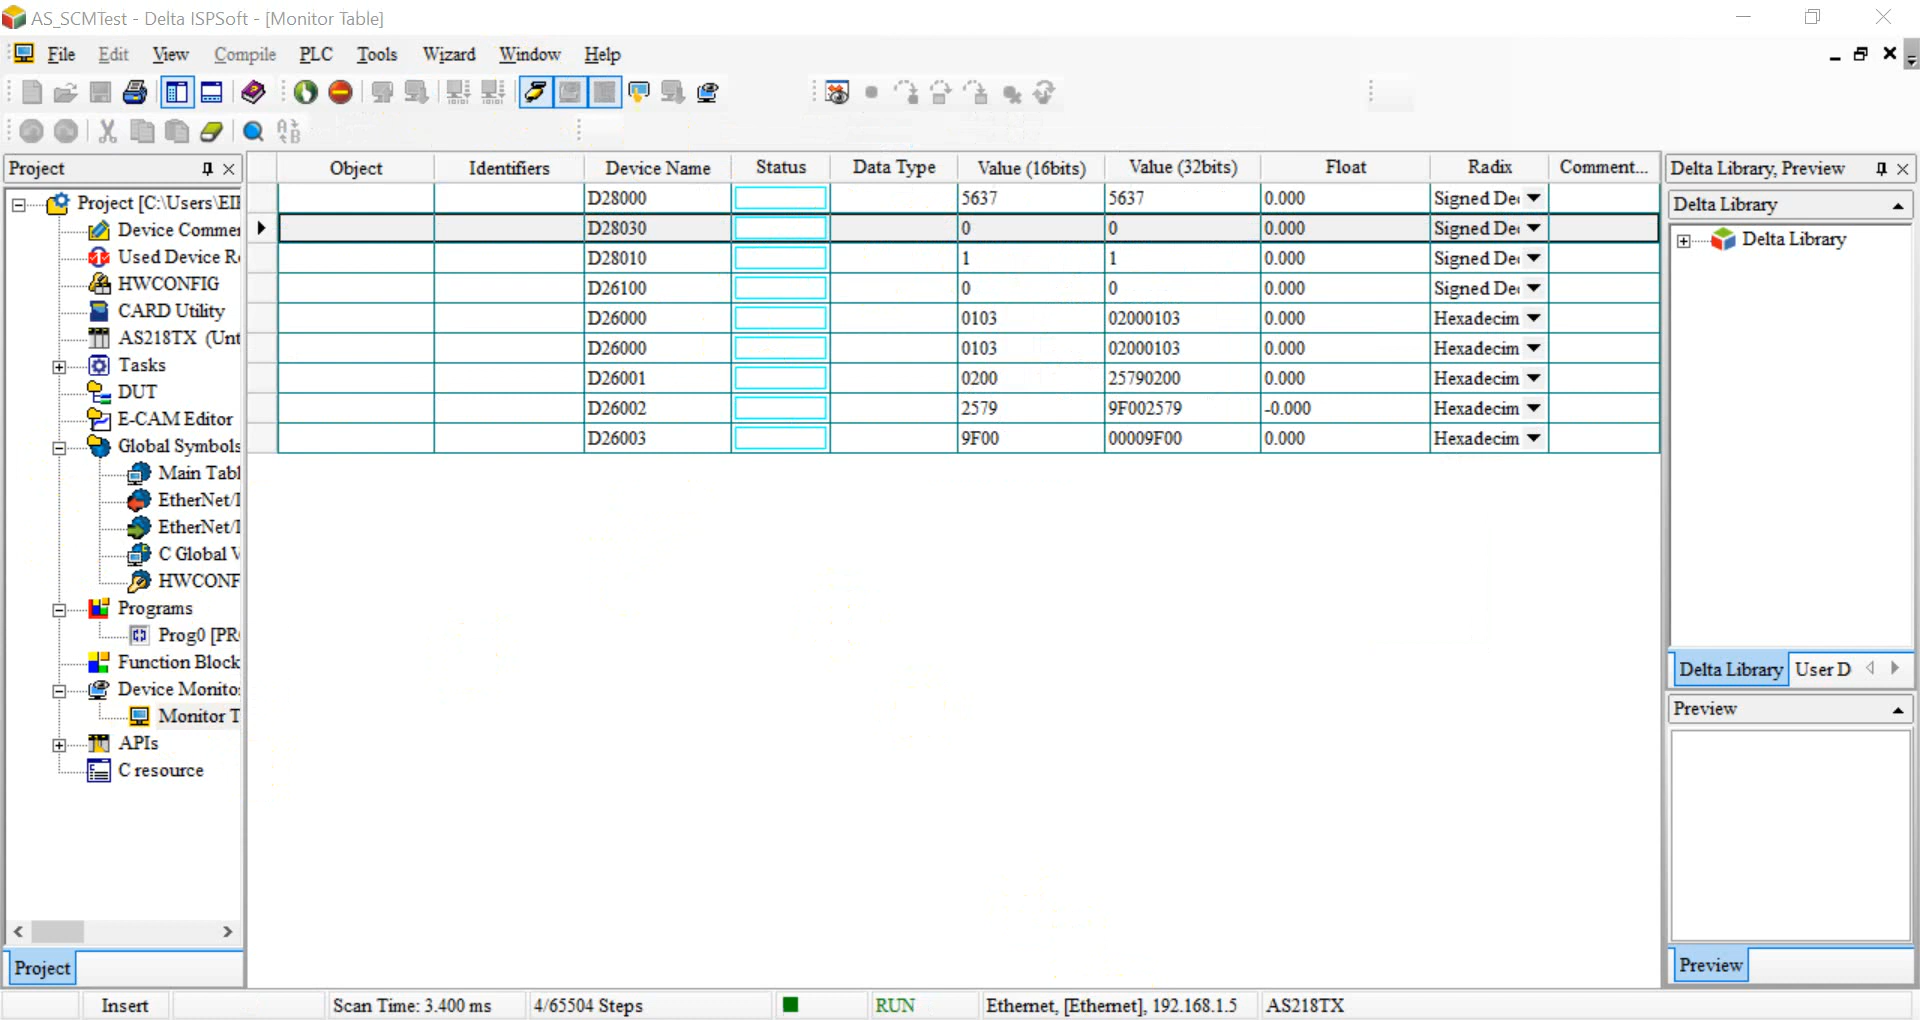 AS_SCMTest - Delta ISPSoft - [Monitor Table]
File Edit View Compile PLC Tools Wizard Window Help
Project
Project [C:\Users\EII
Device Commen
Used Device Re
HWCONFIG
CARD Utility
AS218TX (Unt
Tasks
DUT
E-CAM Editor
Global Symbols
Main Tabl
EtherNet/I
EtherNet/I
C Global V
HWCONF
Programs
Prog0 [PR
Function Block
Device Monito
Monitor T
APIs
C resource
Project
Object Identifiers Device Name Status Data Type Value (16bits) Value (32bits) Float Radix Comment...
D28000 5637 5637 0.000 Signed De
D28030 0 0 0.000 Signed De
D28010 1 1 0.000 Signed De
D26100 0 0 0.000 Signed De
D26000 0103 02000103 0.000 Hexadecim
D26000 0103 02000103 0.000 Hexadecim
D26001 0200 25790200 0.000 Hexadecim
D26002 2579 9F002579 -0.000 Hexadecim
D26003 9F00 00009F00 0.000 Hexadecim
Delta Library, Preview
Delta Library
Delta Library
Delta Library User D
Preview
Preview
Insert Scan Time: 3.400 ms 4/65504 Steps RUN Ethernet, [Ethernet], 192.168.1.5 AS218TX